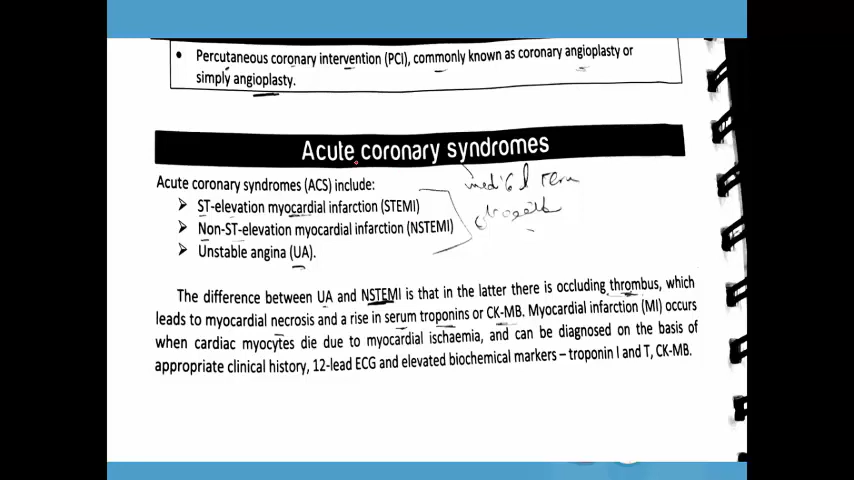 • Percutaneous coronary intervention (PCI), commonly known as coronary angioplasty or
simply angioplasty.
Acute coronary syndromes
Acute coronary syndromes (ACS) include:
➤ ST-elevation myocardial infarction (STEMI)
➤ Non-ST-elevation myocardial infarction (NSTEMI)
➤ Unstable angina (UA).
The difference between UA and NSTEMI is that in the latter there is occluding thrombus, which
leads to myocardial necrosis and a rise in serum troponins or CK-MB. Myocardial infarction (MI) occurs
when cardiac myocytes die due to myocardial ischaemia, and can be diagnosed on the basis of
appropriate clinical history, 12-lead ECG and elevated biochemical markers – troponin I and T, CK-MB.